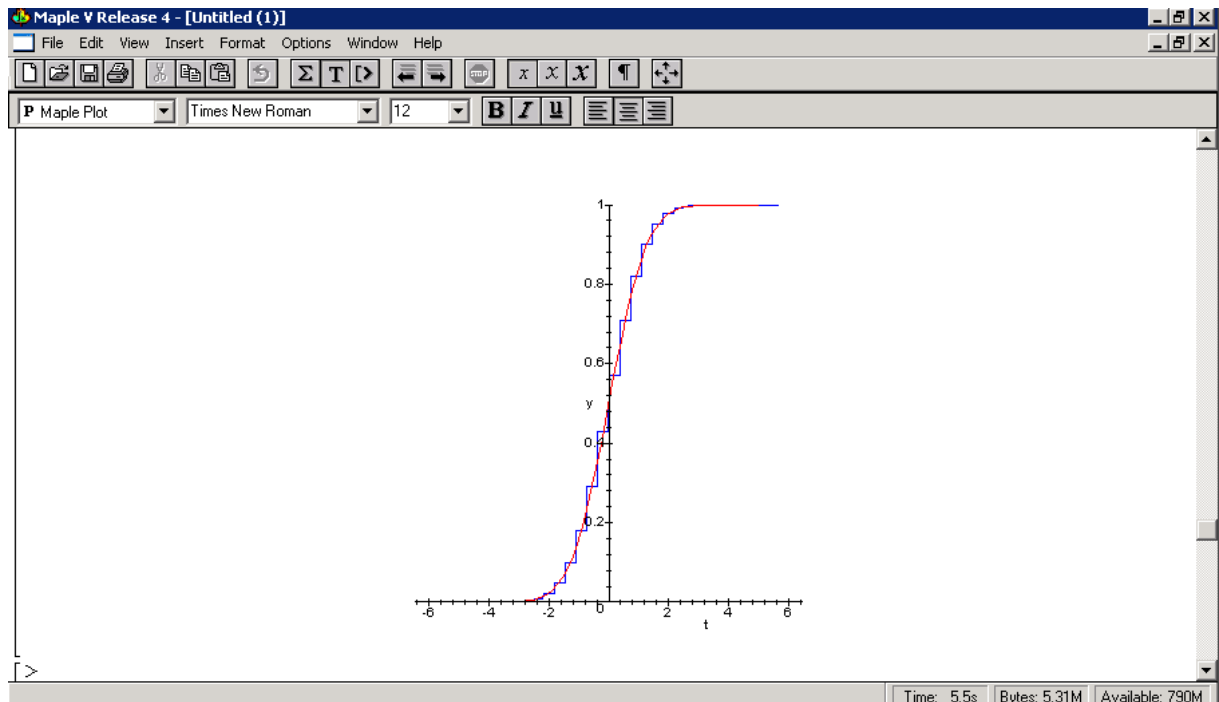 Maple V Release 4 - [Untitled (1)]
File Edit View Insert Format Options Window Help
Σ T [> STOP x x x ¶
P Maple Plot Times New Roman 12 B I u
1
0.8
0.6
y
0.4
0.2
-6 -4 -2 0 2 4 6
t
[>
Time: 5.5s Bytes: 5.31M Available: 790M